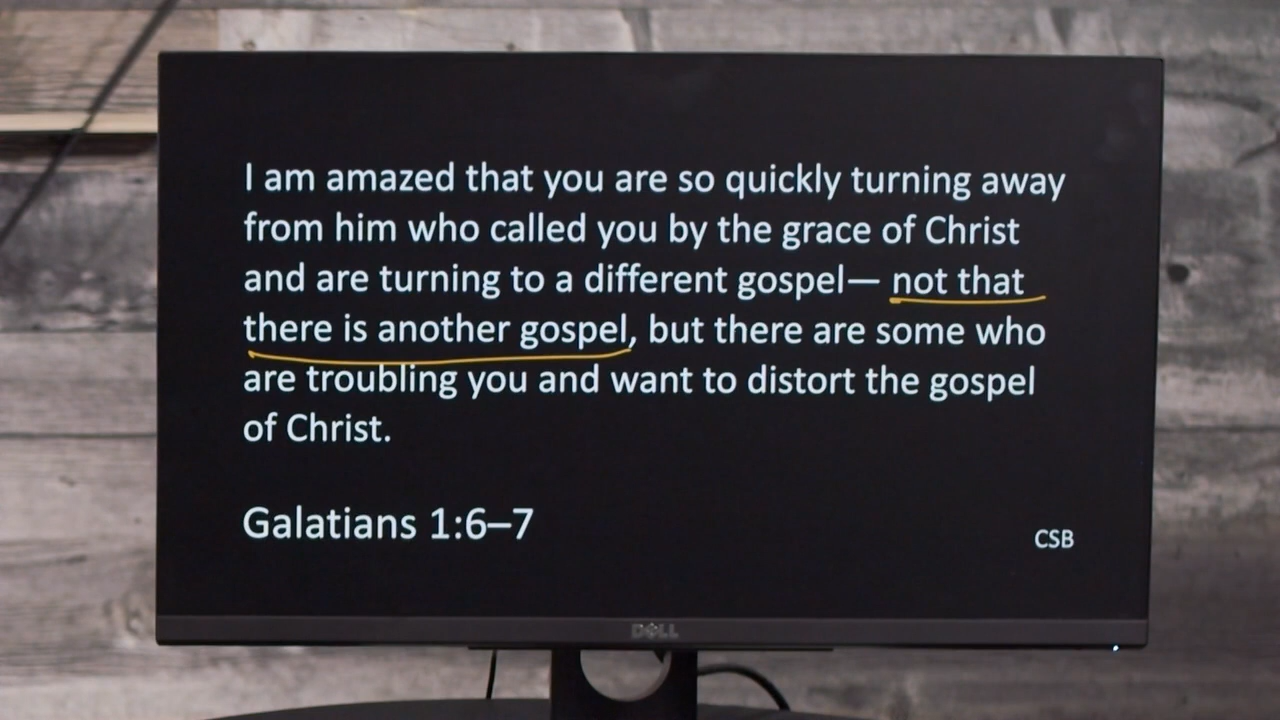 I am amazed that you are so quickly turning away
from him who called you by the grace of Christ
and are turning to a different gospel— not that
there is another gospel, but there are some who
are troubling you and want to distort the gospel
of Christ.
Galatians 1:6–7
CSB
DELL